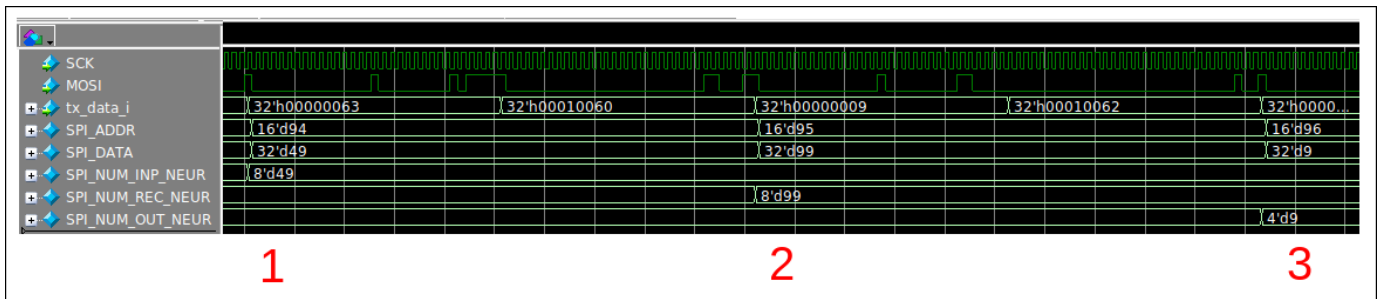 SCK
MOSI
tx_data_i 32'h00000063 32'h00010060 32'h00000009 32'h00010062 32'h0000...
SPI_ADDR 16'd94 16'd95 16'd96
SPI_DATA 32'd49 32'd99 32'd9
SPI_NUM_INP_NEUR 8'd49
SPI_NUM_REC_NEUR 8'd99
SPI_NUM_OUT_NEUR 4'd9
1 2 3